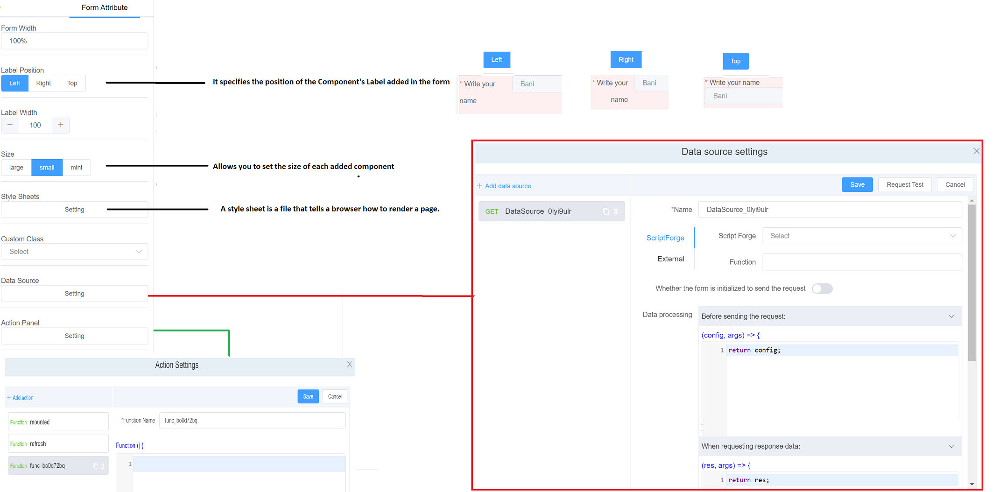 Form Attribute
Form Width
100%
Label Position
Left Right Top
It specifies the position of the Component's Label added in the form
Left
* Write your Bani
name
Right
* Write your Bani
name
Top
* Write your name
Bani
Label Width
− 100 +
Size
large small mini
Allows you to set the size of each added component
.
Style Sheets
Setting
A style sheet is a file that tells a browser how to render a page.
Custom Class
Select
Data Source
Setting
Action Panel
Setting
Data source settings
+ Add data source
Save Request Test Cancel
GET DataSource_0lyi9ulr
*Name DataSource_0lyi9ulr
ScriptForge
External
Script Forge Select
Function
Whether the form is initialized to send the request
Data processing
Before sending the request:
(config, args) => {
1 return config;
When requesting response data:
(res, args) => {
1 return res;
Action Settings X
+ Add action
Save Cancel
Function mounted
Function refresh
Function func_bo0d72bq
*Function Name func_bo0d72bq
Function () {
1